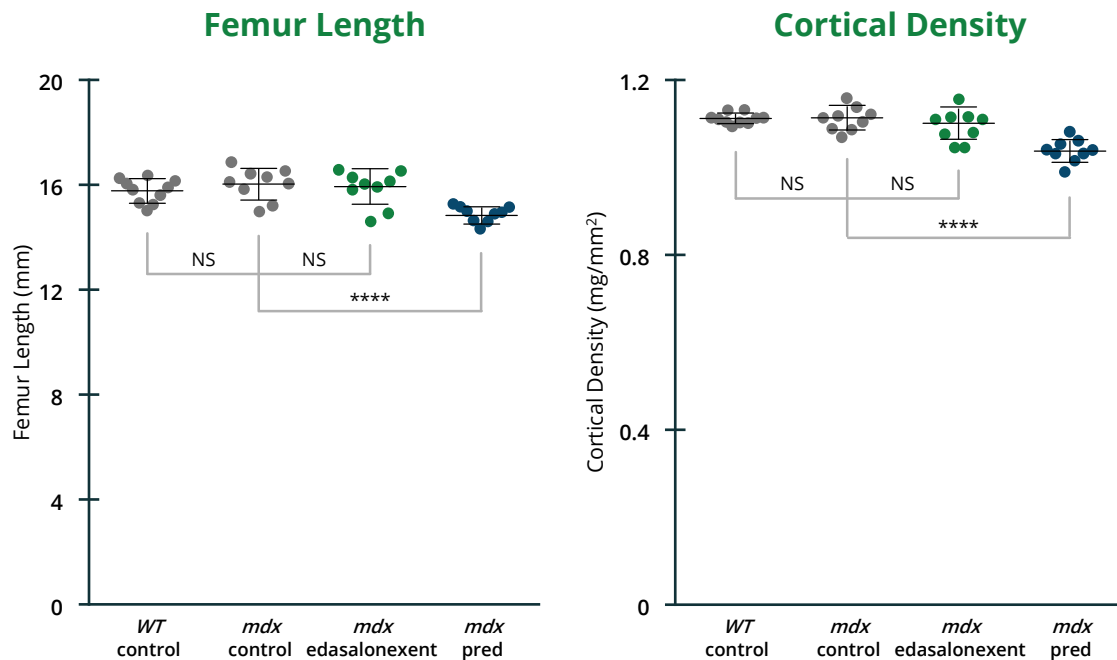 Femur Length
20
16
12
8
4
0
Femur Length (mm)
NS
NS
****
WT
control
mdx
control
mdx
edasalonexent
mdx
pred
Cortical Density
1.2
0.8
0.4
0
Cortical Density (mg/mm²)
NS
NS
****
WT
control
mdx
control
mdx
edasalonexent
mdx
pred